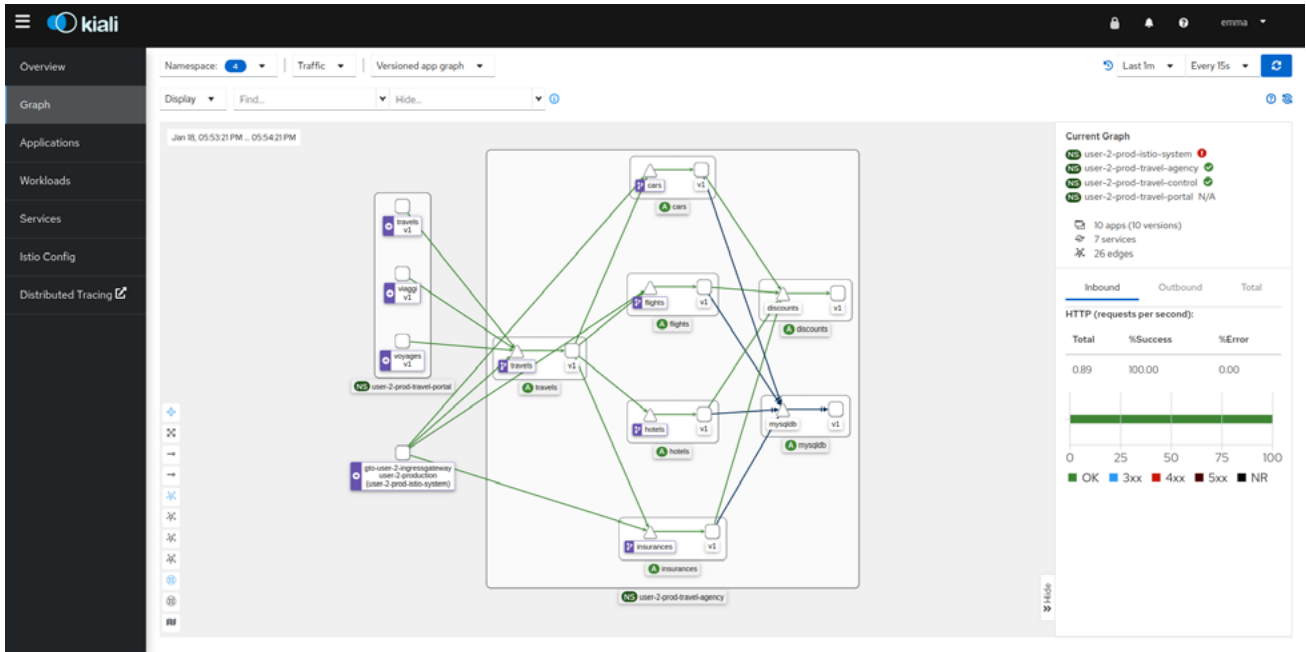 kiali
emma
Overview
Graph
Applications
Workloads
Services
Istio Config
Distributed Tracing
Namespace: 4
Traffic
Versioned app graph
Last 1m
Every 15s
Display
Find...
Hide...
Jan 18, 05:53:21 PM ... 05:54:21 PM
cars
v1
A cars
travels
v1
viaggi
v1
voyages
v1
NS user-2-prod-travel-portal
flights
v1
A flights
discounts
v1
A discounts
travels
v1
A travels
hotels
v1
A hotels
mysqldb
v1
A mysqldb
gto-user-2-ingressgateway
user-2-production
(user-2-prod-istio-system)
insurances
v1
A insurances
NS user-2-prod-travel-agency
Hide
Current Graph
NS user-2-prod-istio-system
NS user-2-prod-travel-agency
NS user-2-prod-travel-control
NS user-2-prod-travel-portal N/A
10 apps (10 versions)
7 services
26 edges
Inbound Outbound Total
HTTP (requests per second):
Total %Success %Error
0.89 100.00 0.00
0 25 50 75 100
OK 3xx 4xx 5xx NR